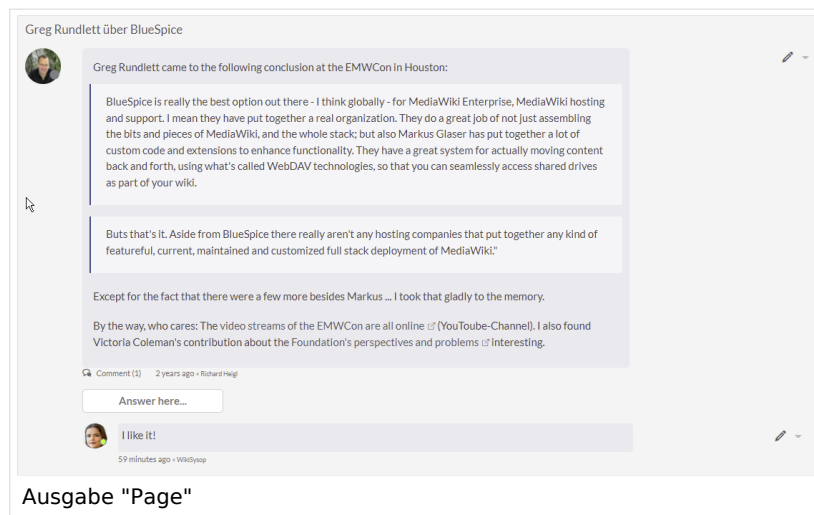 Greg Rundlett über BlueSpice
Greg Rundlett came to the following conclusion at the EMWCon in Houston:
BlueSpice is really the best option out there - I think globally - for MediaWiki Enterprise, MediaWiki hosting
and support. I mean they have put together a real organization. They do a great job of not just assembling
the bits and pieces of MediaWiki, and the whole stack; but also Markus Glaser has put together a lot of
custom code and extensions to enhance functionality. They have a great system for actually moving content
back and forth, using what's called WebDAV technologies, so that you can seamlessly access shared drives
as part of your wiki.
Buts that's it. Aside from BlueSpice there really aren't any hosting companies that put together any kind of
featureful, current, maintained and customized full stack deployment of MediaWiki."
Except for the fact that there were a few more besides Markus ... I took that gladly to the memory.
By the way, who cares: The video streams of the EMWCon are all online (YouToube-Channel). I also found
Victoria Coleman's contribution about the Foundation's perspectives and problems interesting.
Comment (1) 2 years ago • Richard Heigl
Answer here...
I like it!
59 minutes ago • WikiSysop
Ausgabe "Page"